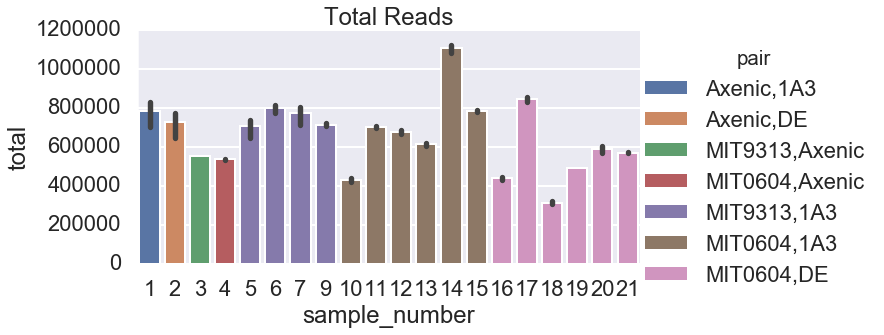 Total Reads
1200000
1000000
800000
600000
400000
200000
0
total
1 2 3 4 5 6 7 9 10 11 12 13 14 15 16 17 18 19 20 21
sample_number
pair
Axenic,1A3
Axenic,DE
MIT9313,Axenic
MIT0604,Axenic
MIT9313,1A3
MIT0604,1A3
MIT0604,DE